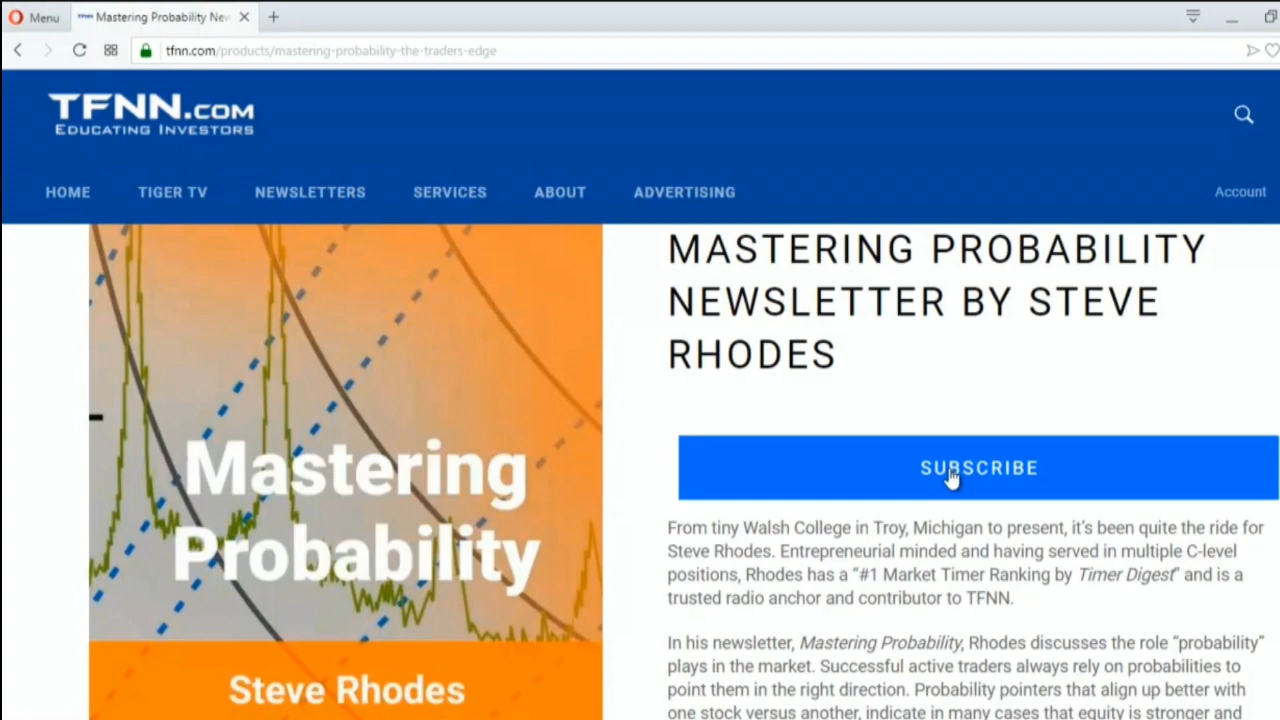 Menu
Mastering Probability Nev
tfnn.com/products/mastering-probability-the-traders-edge
TFNN.COM
EDUCATING INVESTORS
HOME TIGER TV NEWSLETTERS SERVICES ABOUT ADVERTISING Account
MASTERING PROBABILITY
NEWSLETTER BY STEVE
RHODES
Mastering
Probability
Steve Rhodes
SUBSCRIBE
From tiny Walsh College in Troy, Michigan to present, it’s been quite the ride for
Steve Rhodes. Entrepreneurial minded and having served in multiple C-level
positions, Rhodes has a “#1 Market Timer Ranking by Timer Digest” and is a
trusted radio anchor and contributor to TFNN.
In his newsletter, Mastering Probability, Rhodes discusses the role “probability”
plays in the market. Successful active traders always rely on probabilities to
point them in the right direction. Probability pointers that align up better with
one stock versus another, indicate in many cases that equity is stronger and